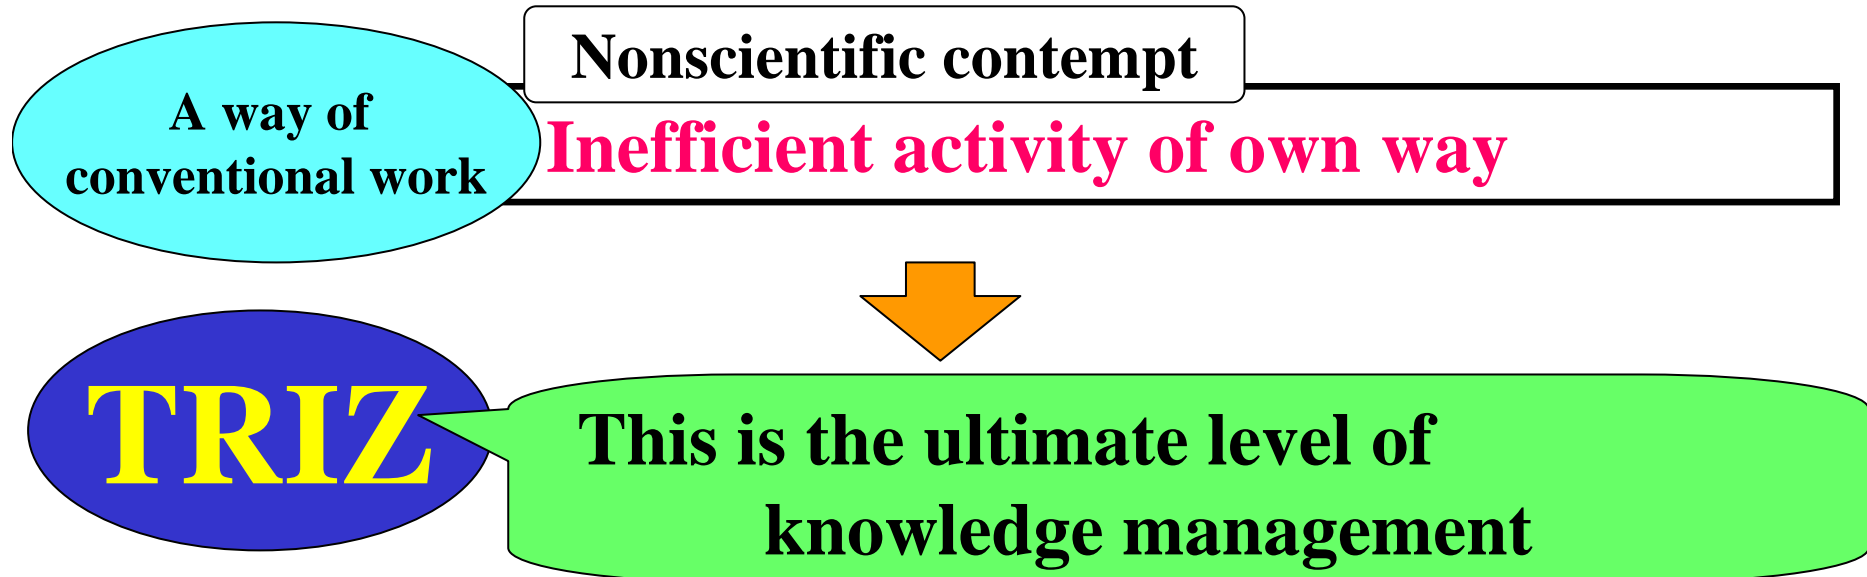 Nonscientific contempt
A way of
conventional work
Inefficient activity of own way
TRIZ
This is the ultimate level of
knowledge management